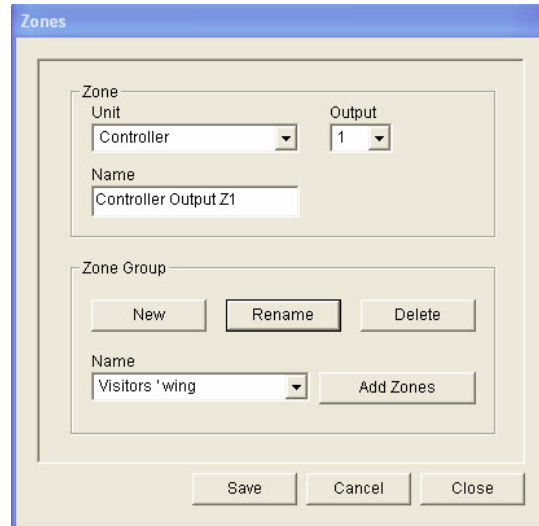 Zones
Zone
Unit Output
Controller 1
Name
Controller Output Z1
Zone Group
New Rename Delete
Name
Visitors 'wing Add Zones
Save Cancel Close